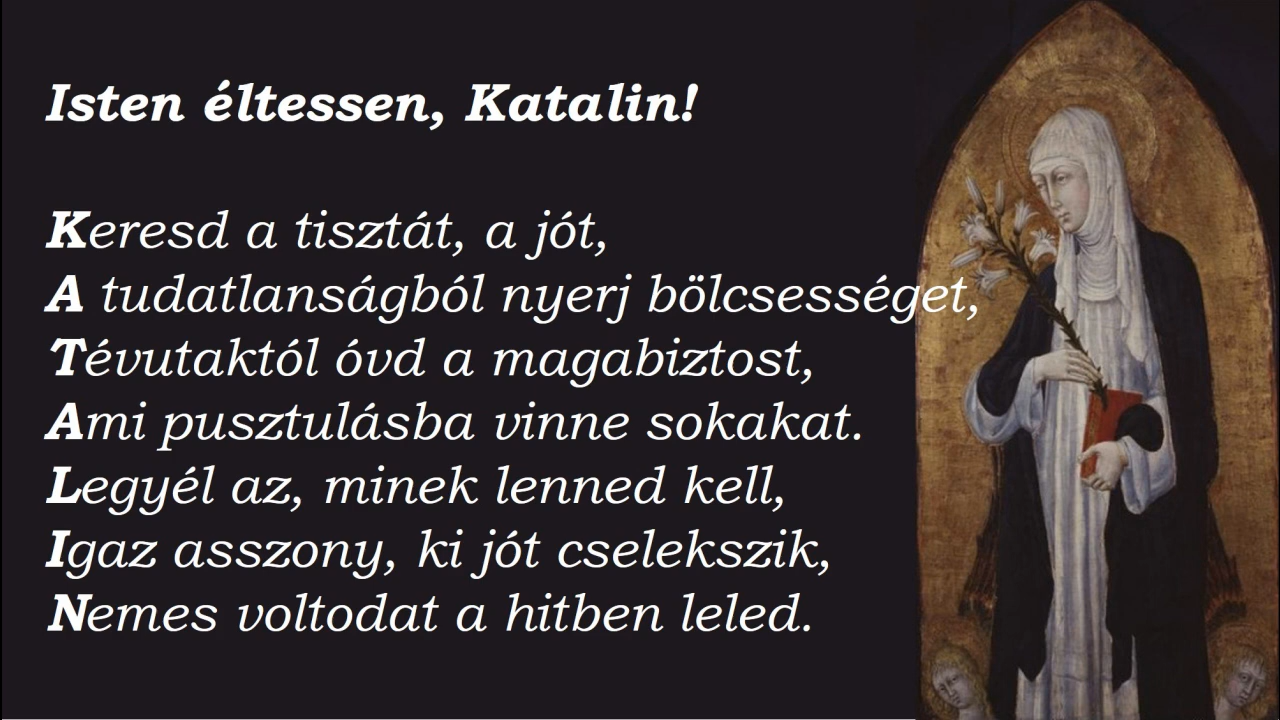 Isten éltessen, Katalin!
Keresd a tisztát, a jót,
A tudatlanságból nyerj bölcsességet,
Tévutaktól óvd a magabiztost,
Ami pusztulásba vinne sokakat.
Legyél az, minek lenned kell,
Igaz asszony, ki jót cselekszik,
Nemes voltodat a hitben leled.